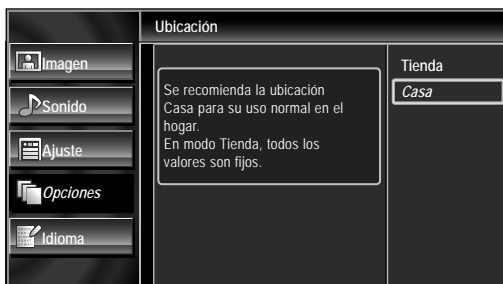 Ubicación
Imagen
Sonido
Ajuste
Opciones
Idioma
Se recomienda la ubicación
Casa para su uso normal en el
hogar.
En modo Tienda, todos los
valores son fijos.
Tienda
Casa